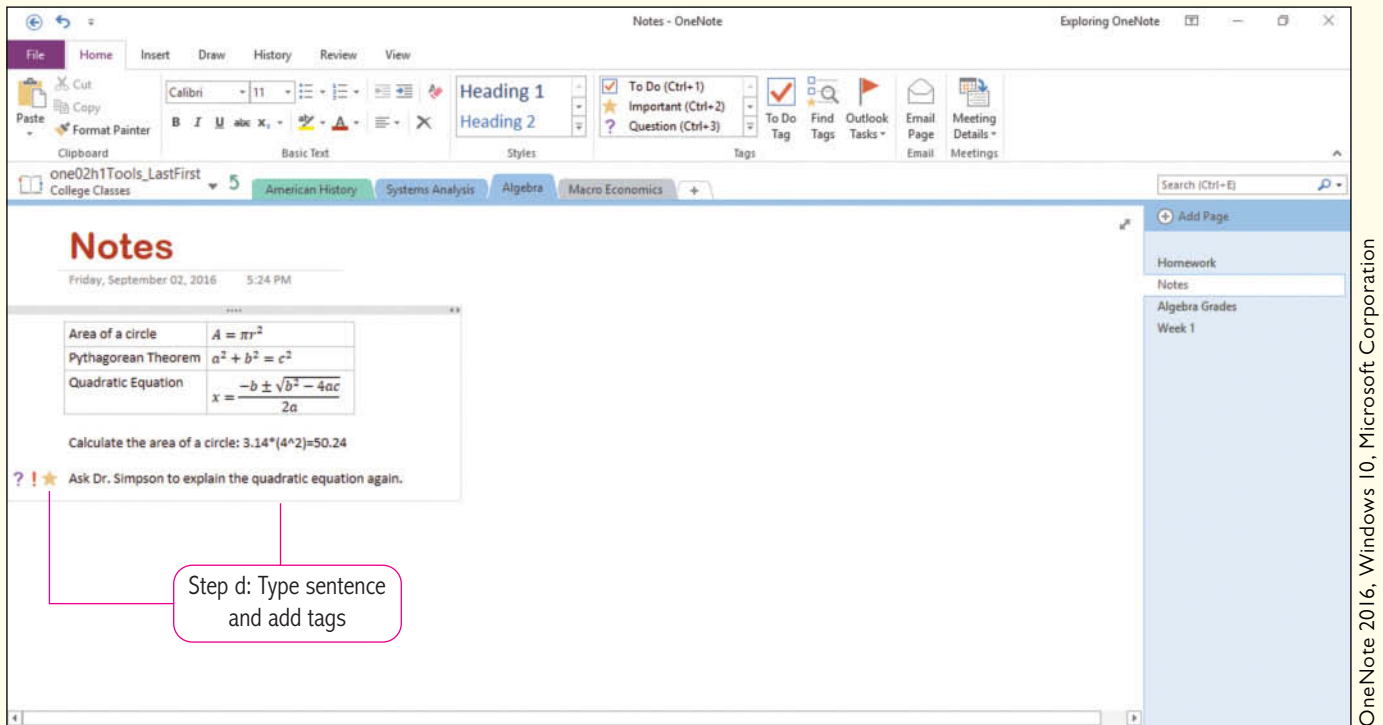 Notes - OneNote
Exploring OneNote
File Home Insert Draw History Review View
Paste
Cut
Copy
Format Painter
Clipboard
Calibri 11
B I U abc x₂ A
Basic Text
Heading 1
Heading 2
Styles
To Do (Ctrl+1)
Important (Ctrl+2)
Question (Ctrl+3)
To Do Tag
Find Tags
Outlook Tasks
Tags
Email Page
Email
Meeting Details
Meetings
one02h1Tools_LastFirst
College Classes
5
American History Systems Analysis Algebra Macro Economics +
Search (Ctrl+E)
Add Page
Homework
Notes
Algebra Grades
Week 1
Notes
Friday, September 02, 2016 5:24 PM
Area of a circle A = πr²
Pythagorean Theorem a² + b² = c²
Quadratic Equation x = (-b ± √(b² − 4ac))/2a
Calculate the area of a circle: 3.14*(4^2)=50.24
? ! Ask Dr. Simpson to explain the quadratic equation again.
Step d: Type sentence
and add tags
OneNote 2016, Windows 10, Microsoft Corporation